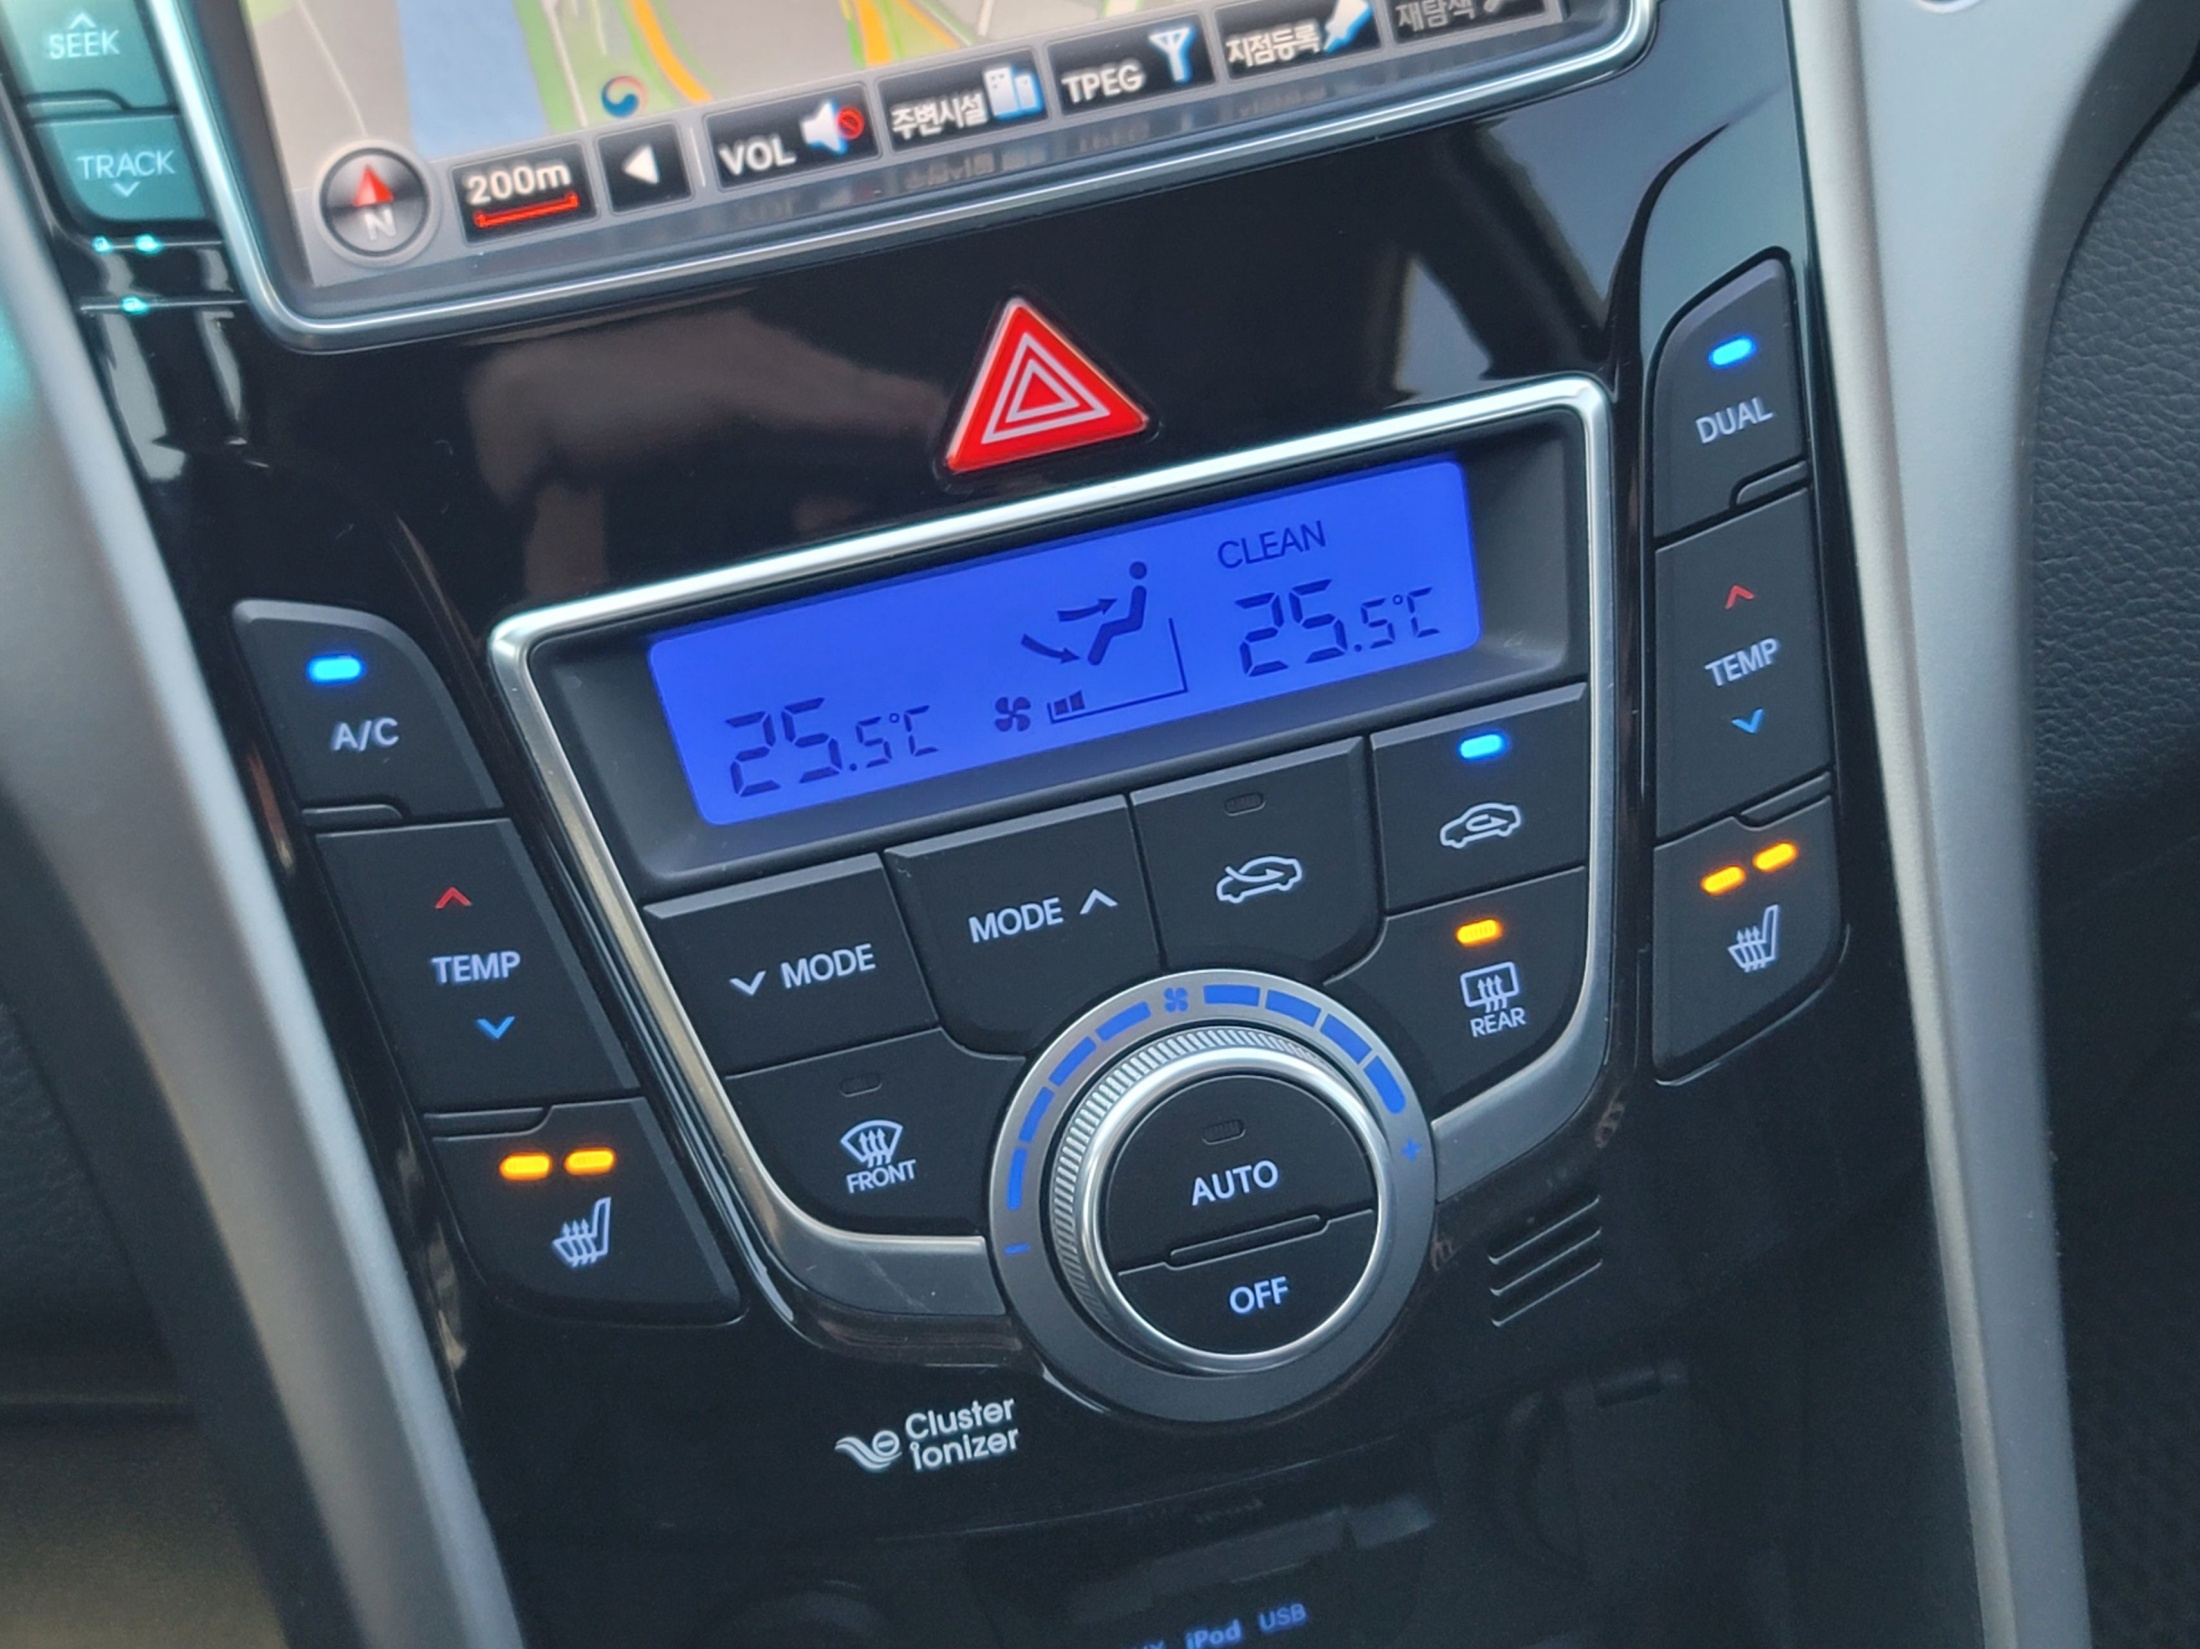 SEEK
TRACK
N
200m
VOL
주변시설
TPEG
지점등록
재탐색
DUAL
CLEAN
25.5°C
25.5°C
A/C
TEMP
TEMP
MODE
MODE
REAR
FRONT
AUTO
OFF
Cluster
ionizer
iPod USB